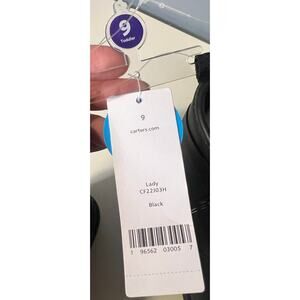 9
Toddler
9
carters.com
Lady
CF22J03H
Black
1 96562 03005 7